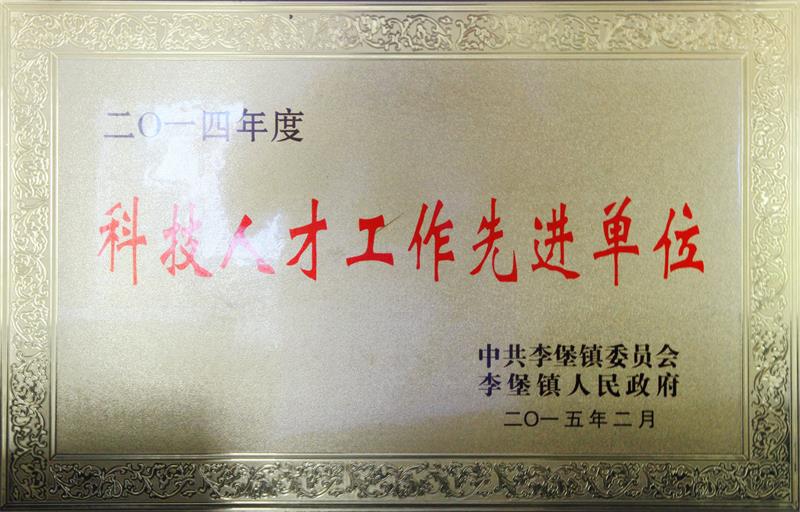 二〇一四年度
科技人才工作先进单位
中共李堡镇委员会
李堡镇人民政府
二〇一五年二月